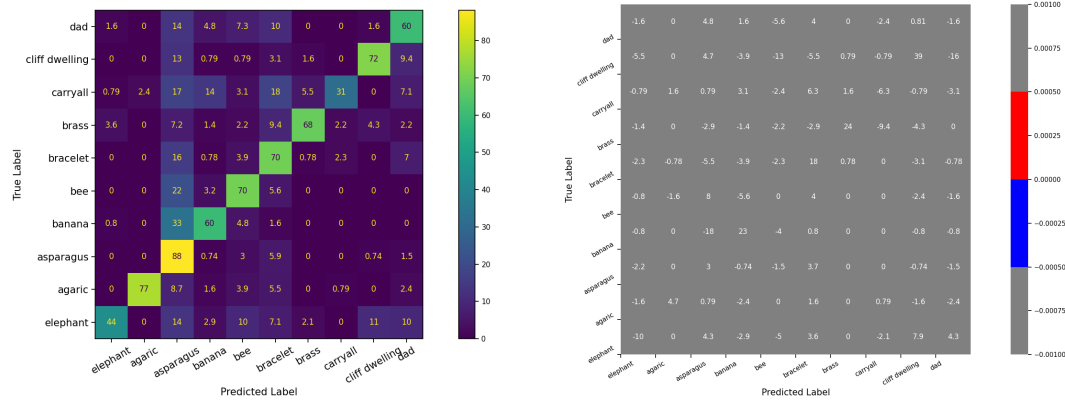 dad 1.6 0 14 4.8 7.3 10 0 0 1.6 60
cliff dwelling 0 0 13 0.79 0.79 3.1 1.6 0 72 9.4
carryall 0.79 2.4 17 14 3.1 18 5.5 31 0 7.1
brass 3.6 0 7.2 1.4 2.2 9.4 68 2.2 4.3 2.2
bracelet 0 0 16 0.78 3.9 70 0.78 2.3 0 7
bee 0 0 22 3.2 70 5.6 0 0 0 0
banana 0.8 0 33 60 4.8 1.6 0 0 0 0
asparagus 0 0 88 0.74 3 5.9 0 0 0.74 1.5
agaric 0 77 8.7 1.6 3.9 5.5 0 0.79 0 2.4
elephant 44 0 14 2.9 10 7.1 2.1 0 11 10
elephant agaric asparagus banana bee bracelet brass carryall cliff dwelling dad
Predicted Label
True Label
80
70
60
50
40
30
20
10
0
dad -1.6 0 4.8 1.6 -5.6 4 0 -2.4 0.81 -1.6
cliff dwelling -5.5 0 4.7 -3.9 -13 -5.5 0.79 -0.79 39 -16
carryall -0.79 1.6 0.79 3.1 -2.4 6.3 1.6 -6.3 -0.79 -3.1
brass -1.4 0 -2.9 -1.4 -2.2 -2.9 24 -9.4 -4.3 0
bracelet -2.3 -0.78 -5.5 -3.9 -2.3 18 0.78 0 -3.1 -0.78
bee -0.8 -1.6 8 -5.6 0 4 0 0 -2.4 -1.6
banana -0.8 0 -18 23 -4 0.8 0 0 -0.8 -0.8
asparagus -2.2 0 3 -0.74 -1.5 3.7 0 0 -0.74 -1.5
agaric -1.6 4.7 0.79 -2.4 0 1.6 0 0.79 -1.6 -2.4
elephant -10 0 4.3 -2.9 -5 3.6 0 -2.1 7.9 4.3
elephant agaric asparagus banana bee bracelet brass carryall cliff dwelling dad
Predicted Label
True Label
0.00100
0.00075
0.00050
0.00025
0.00000
−0.00025
−0.00050
−0.00075
−0.00100